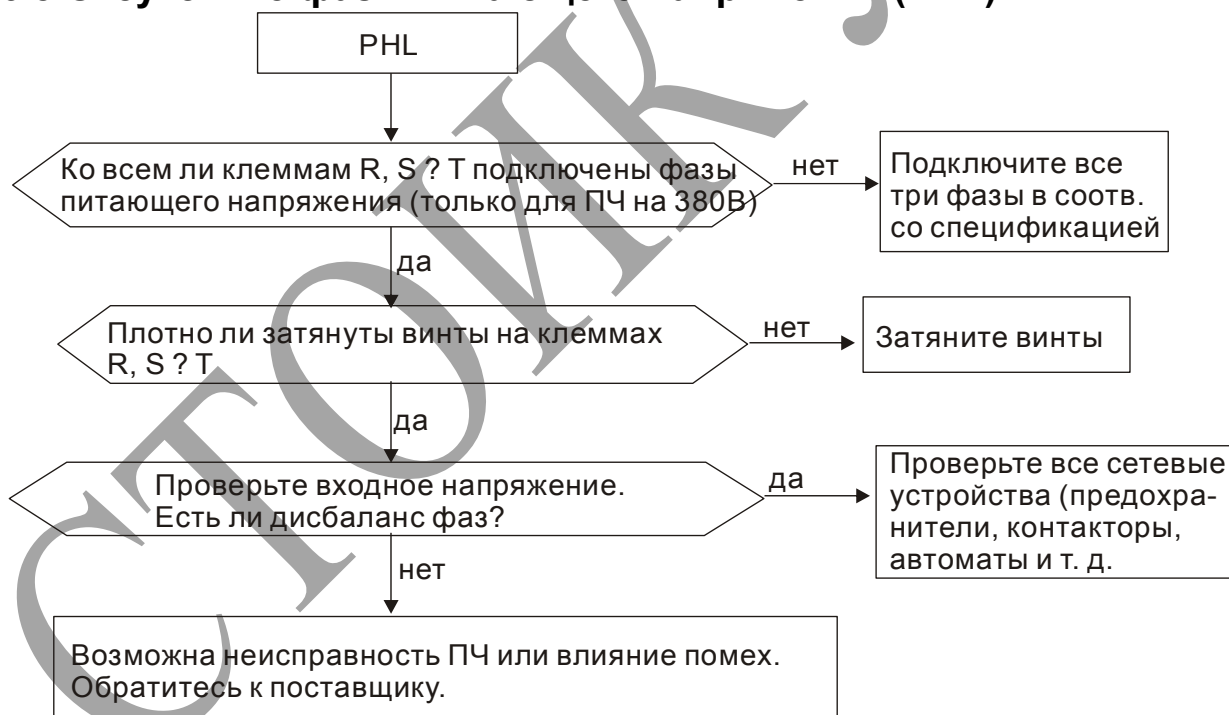 PHL
Ко всем ли клеммам R, S ? T подключены фазы
питающего напряжения (только для ПЧ на 380В)
нет
Подключите все
три фазы в соотв.
со спецификацией
да
Плотно ли затянуты винты на клеммах
R, S ? T
нет
Затяните винты
да
Проверьте входное напряжение.
Есть ли дисбаланс фаз?
да
Проверьте все сетевые
устройства (предохра-
нители, контакторы,
автоматы и т. д.
нет
Возможна неисправность ПЧ или влияние помех.
Обратитесь к поставщику.
СТОИК